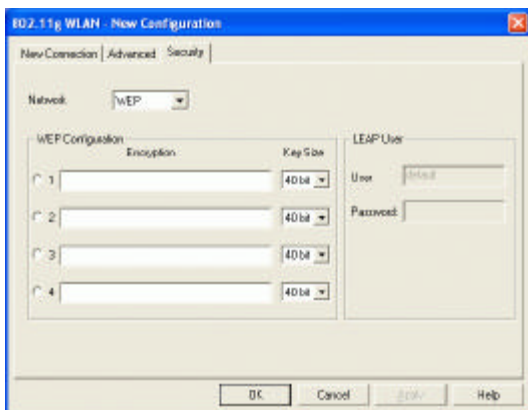 802.11g WLAN - New Configuration
New Connection Advanced Security
Network WEP
WEP Configuration
Encryption Key Size
1 40 bit
2 40 bit
3 40 bit
4 40 bit
LEAP User
User default
Password
OK Cancel Apply Help